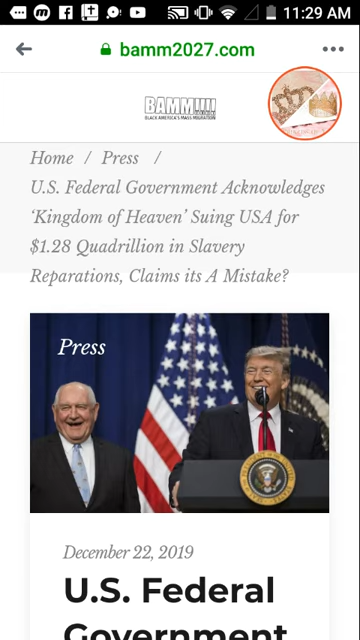 11:29 AM
bamm2027.com
BAMM!!!!
BLACK AMERICA'S MASS MIGRATION
Home / Press /
U.S. Federal Government Acknowledges
‘Kingdom of Heaven’ Suing USA for
$1.28 Quadrillion in Slavery
Reparations, Claims its A Mistake?
Press
December 22, 2019
U.S. Federal
Government